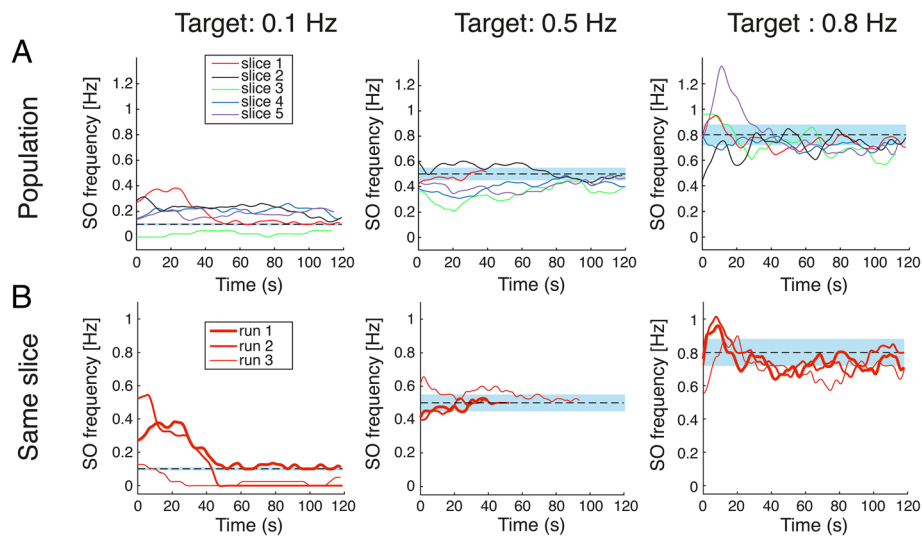 Target: 0.1 Hz
Target: 0.5 Hz
Target : 0.8 Hz
A
Population
SO frequency [Hz]
1.2
1
0.8
0.6
0.4
0.2
0
slice 1
slice 2
slice 3
slice 4
slice 5
0 20 40 60 80 100 120
Time (s)
SO frequency [Hz]
1.2
1
0.8
0.6
0.4
0.2
0
0 20 40 60 80 100 120
Time (s)
SO frequency [Hz]
1.2
1
0.8
0.6
0.4
0.2
0
0 20 40 60 80 100 120
Time (s)
B
Same slice
SO frequency [Hz]
1
0.8
0.6
0.4
0.2
0
run 1
run 2
run 3
0 20 40 60 80 100 120
Time (s)
SO frequency [Hz]
1
0.8
0.6
0.4
0.2
0
0 20 40 60 80 100 120
Time (s)
SO frequency [Hz]
1
0.8
0.6
0.4
0.2
0
0 20 40 60 80 100 120
Time (s)